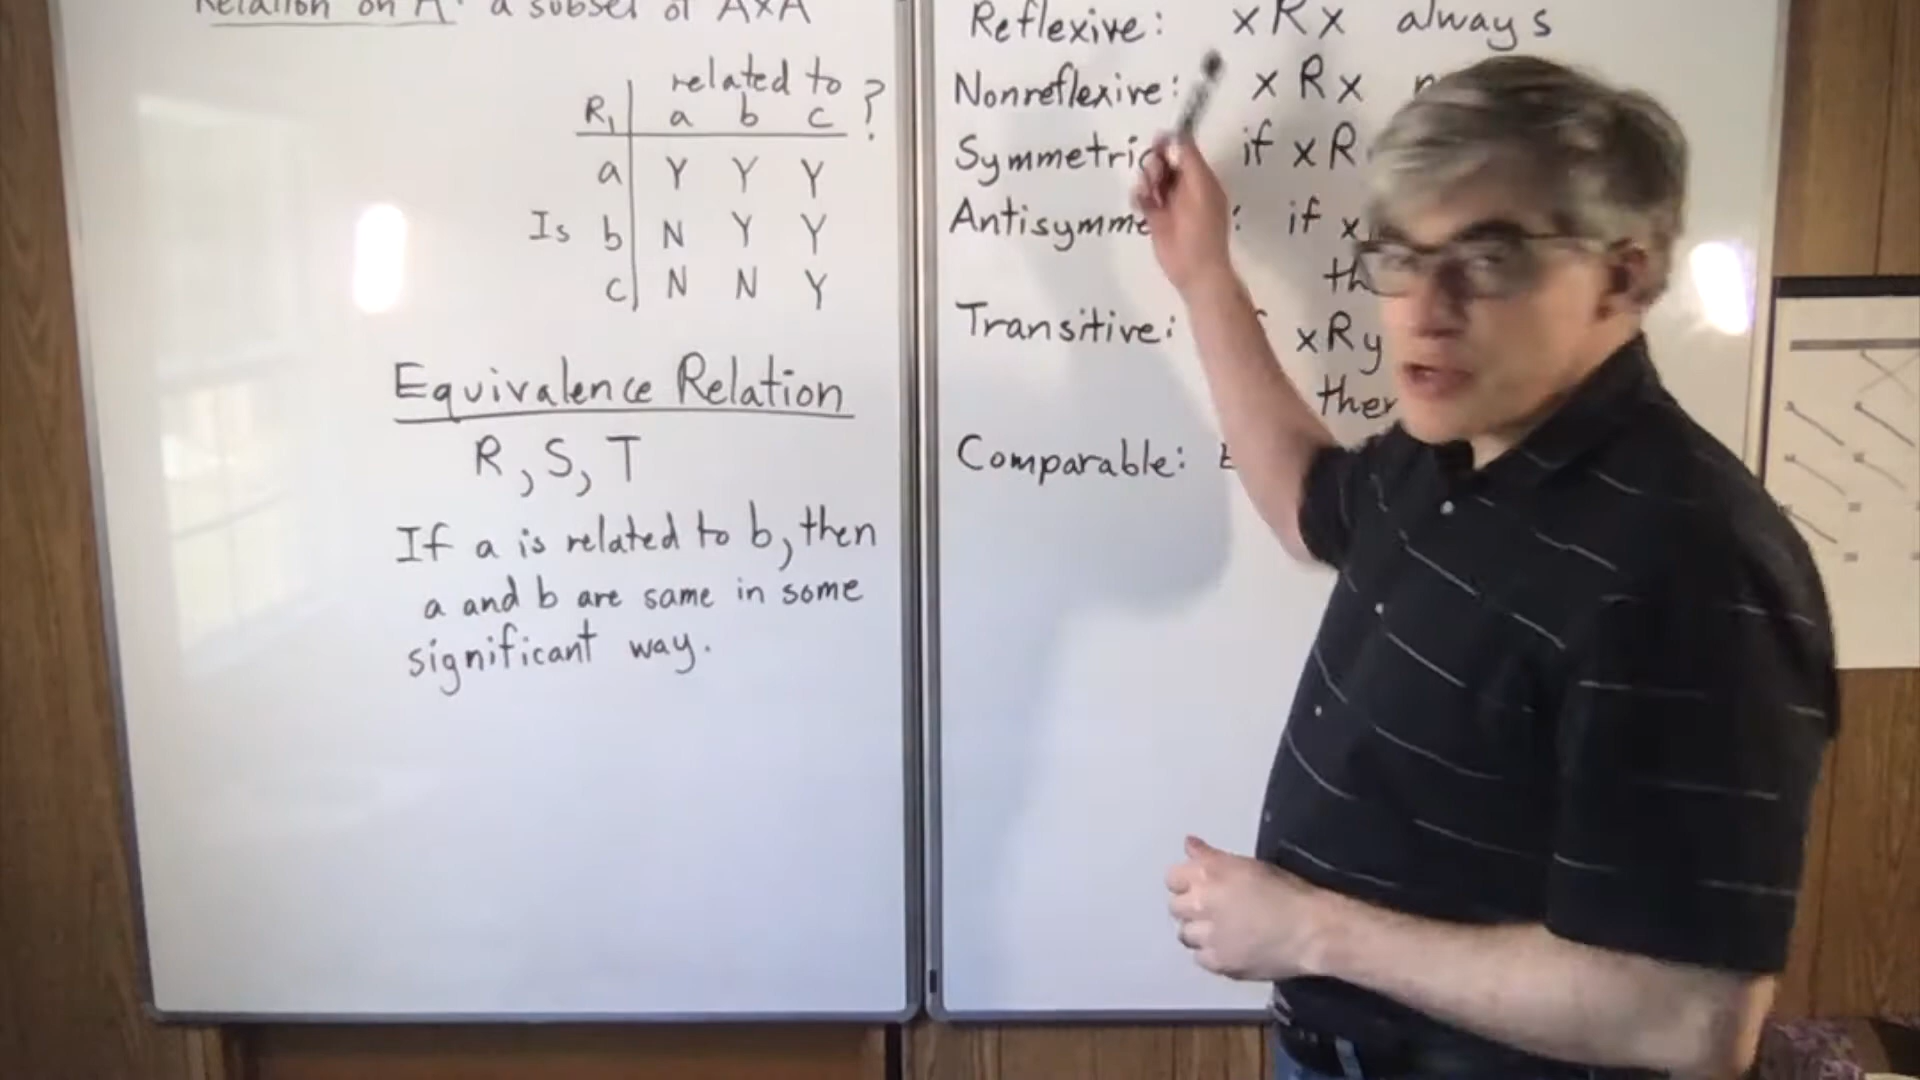 Relation on A: a subset of A×A
related to
R₁ a b c ?
a Y Y Y
Is b N Y Y
c N N Y
Equivalence Relation
R, S, T
If a is related to b, then
a and b are same in some
significant way.
Reflexive: xRx always
Nonreflexive: xRx
Symmetric if xR
: if x
Transitive: xRy
Comparable: